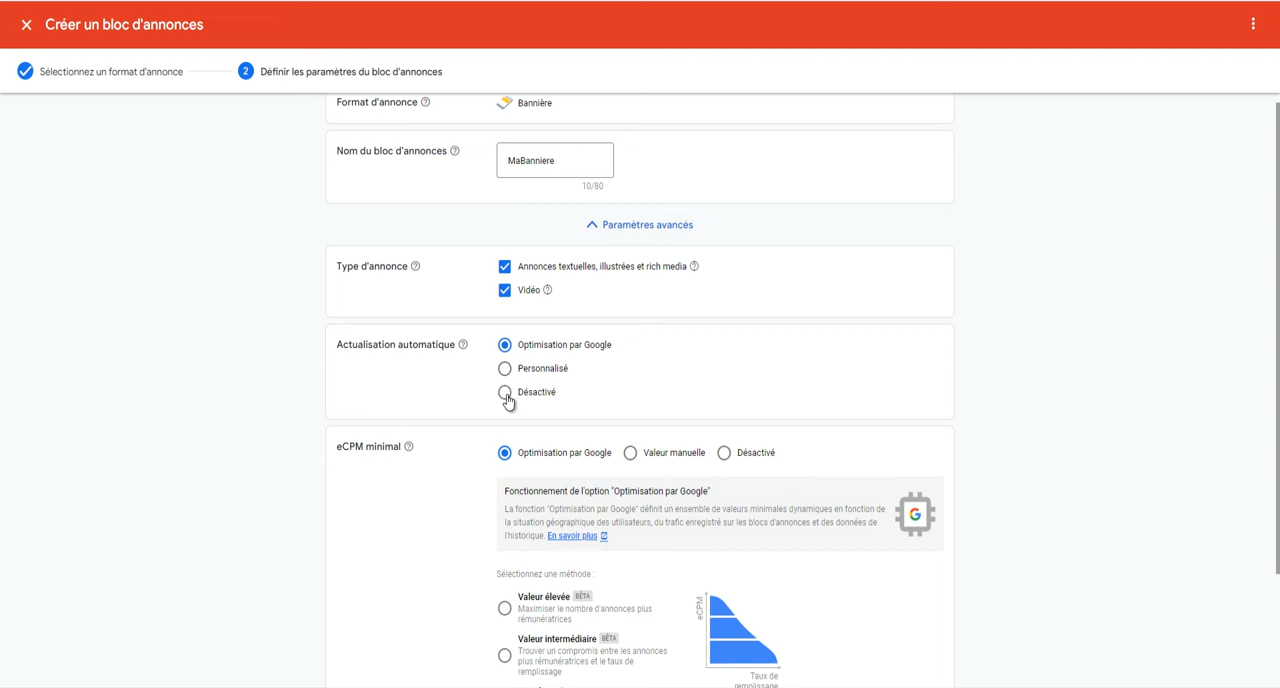 Créer un bloc d'annonces
Sélectionnez un format d'annonce
2 Définir les paramètres du bloc d'annonces
Format d'annonce Bannière
Nom du bloc d'annonces MaBanniere
10/80
Paramètres avancés
Type d'annonce Annonces textuelles, illustrées et rich media
Vidéo
Actualisation automatique Optimisation par Google
Personnalisé
Désactivé
eCPM minimal Optimisation par Google Valeur manuelle Désactivé
Fonctionnement de l'option "Optimisation par Google"
La fonction "Optimisation par Google" définit un ensemble de valeurs minimales dynamiques en fonction de
la situation géographique des utilisateurs, du trafic enregistré sur les blocs d'annonces et des données de
l'historique. En savoir plus
Sélectionnez une méthode :
Valeur élevée BÊTA
Maximiser le nombre d'annonces plus
rémunératrices
Valeur intermédiaire BÊTA
Trouver un compromis entre les annonces
plus rémunératrices et le taux de
remplissage
eCPM
Taux de
remplissage